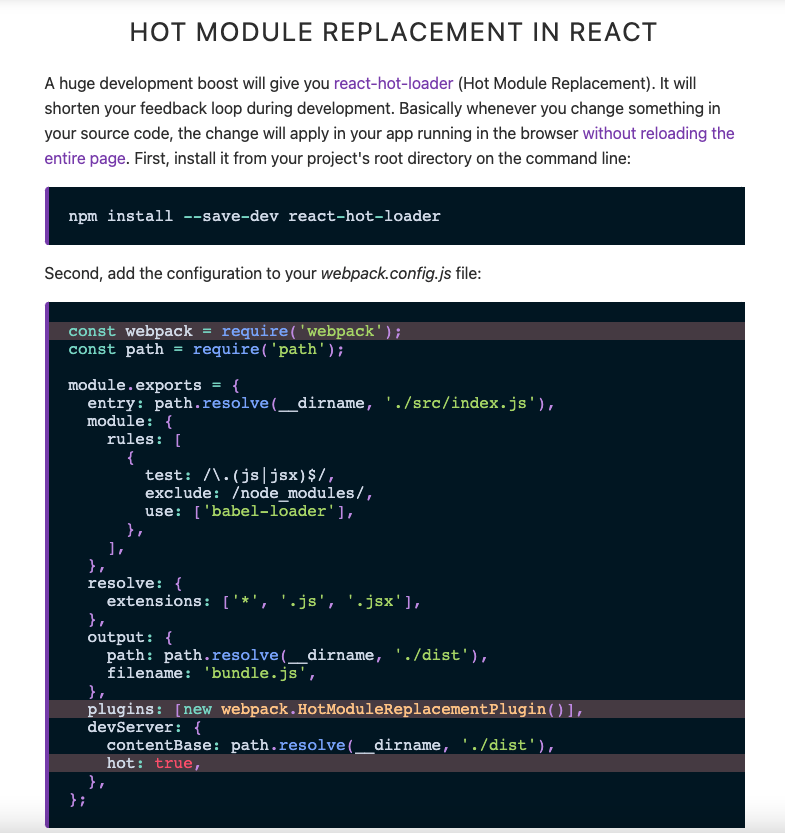 HOT MODULE REPLACEMENT IN REACT
A huge development boost will give you react-hot-loader (Hot Module Replacement). It will
shorten your feedback loop during development. Basically whenever you change something in
your source code, the change will apply in your app running in the browser without reloading the
entire page. First, install it from your project's root directory on the command line:
npm install --save-dev react-hot-loader
Second, add the configuration to your webpack.config.js file:
const webpack = require('webpack');
const path = require('path');
module.exports = {
  entry: path.resolve(__dirname, './src/index.js'),
  module: {
    rules: [
      {
        test: /\.(js|jsx)$/,
        exclude: /node_modules/,
        use: ['babel-loader'],
      },
    ],
  },
  resolve: {
    extensions: ['*', '.js', '.jsx'],
  },
  output: {
    path: path.resolve(__dirname, './dist'),
    filename: 'bundle.js',
  },
  plugins: [new webpack.HotModuleReplacementPlugin()],
  devServer: {
    contentBase: path.resolve(__dirname, './dist'),
    hot: true,
  },
};